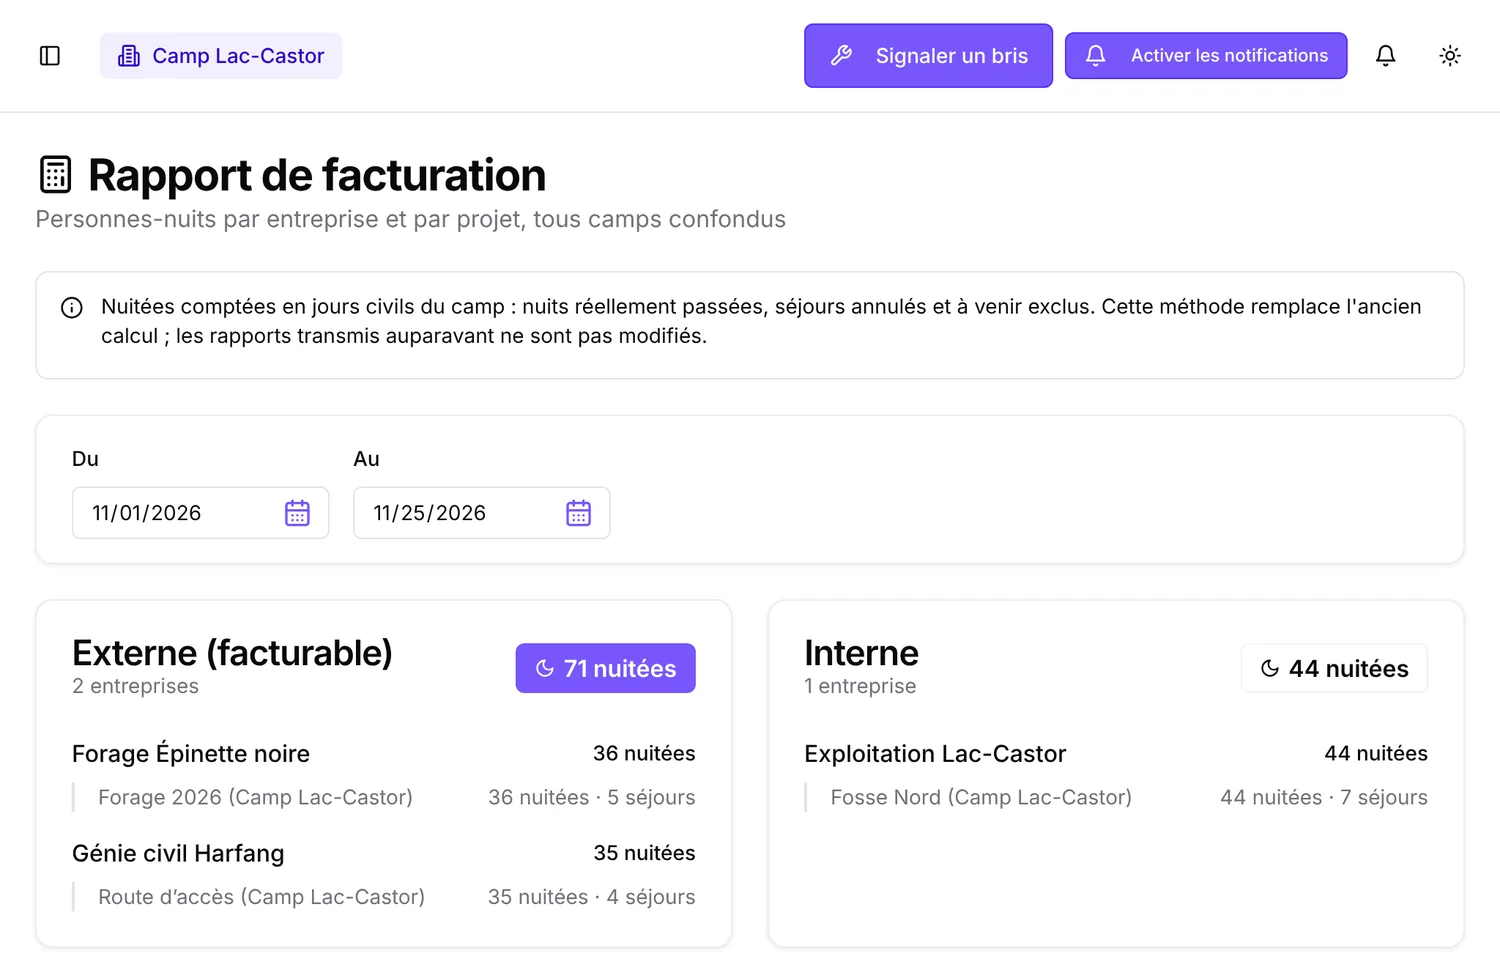 Camp Lac-Castor
Signaler un bris
Activer les notifications
Rapport de facturation
Personnes-nuits par entreprise et par projet, tous camps confondus
Nuitées comptées en jours civils du camp : nuits réellement passées, séjours annulés et à venir exclus. Cette méthode remplace l'ancien
calcul ; les rapports transmis auparavant ne sont pas modifiés.
Du
Au
11/01/2026
11/25/2026
Externe (facturable)
2 entreprises
71 nuitées
Forage Épinette noire
36 nuitées
Forage 2026 (Camp Lac-Castor)
36 nuitées · 5 séjours
Génie civil Harfang
35 nuitées
Route d’accès (Camp Lac-Castor)
35 nuitées · 4 séjours
Interne
1 entreprise
44 nuitées
Exploitation Lac-Castor
44 nuitées
Fosse Nord (Camp Lac-Castor)
44 nuitées · 7 séjours